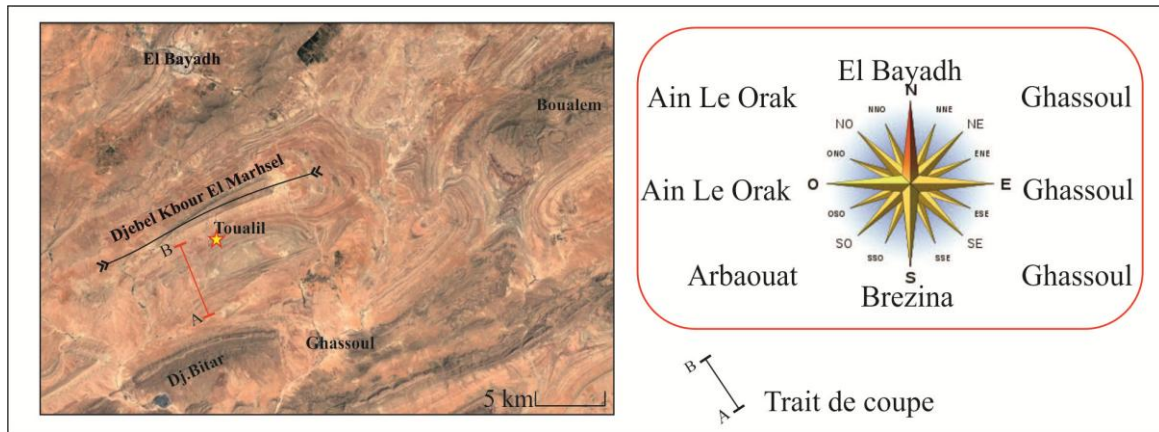 El Bayadh
Boualem
Djebel Kbour El Marhsel
Toualil
B
A
Ghassoul
Dj.Bitar
5 km
El Bayadh
Ain Le Orak
Ghassoul
N
NNO
NNE
NO
NE
ONO
ENE
Ain Le Orak
O
E
Ghassoul
OSO
ESE
SO
SE
SSO
SSE
Arbaouat
S
Ghassoul
Brezina
B
A
Trait de coupe